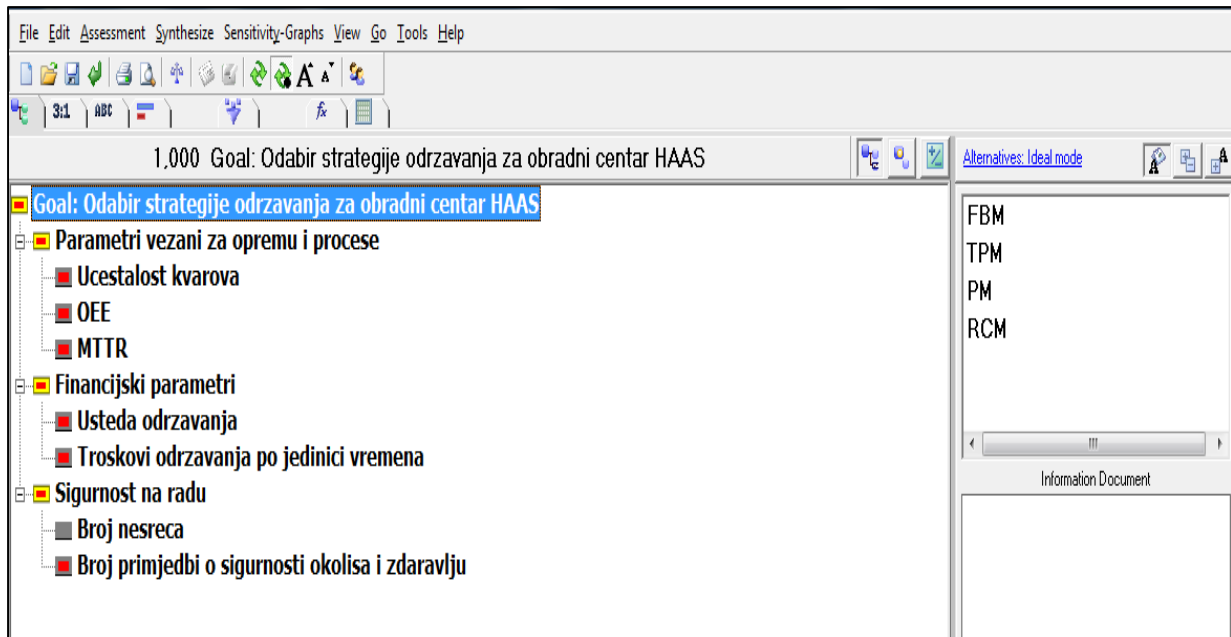 File Edit Assessment Synthesize Sensitivity-Graphs View Go Tools Help
A A
3:1 ABC fx
1,000 Goal: Odabir strategije odrzavanja za obradni centar HAAS
Alternatives: Ideal mode
Goal: Odabir strategije odrzavanja za obradni centar HAAS
Parametri vezani za opremu i procese
Ucestalost kvarova
OEE
MTTR
Financijski parametri
Usteda odrzavanja
Troskovi odrzavanja po jedinici vremena
Sigurnost na radu
Broj nesreca
Broj primjedbi o sigurnosti okolisa i zdaravlju
FBM
TPM
PM
RCM
Information Document